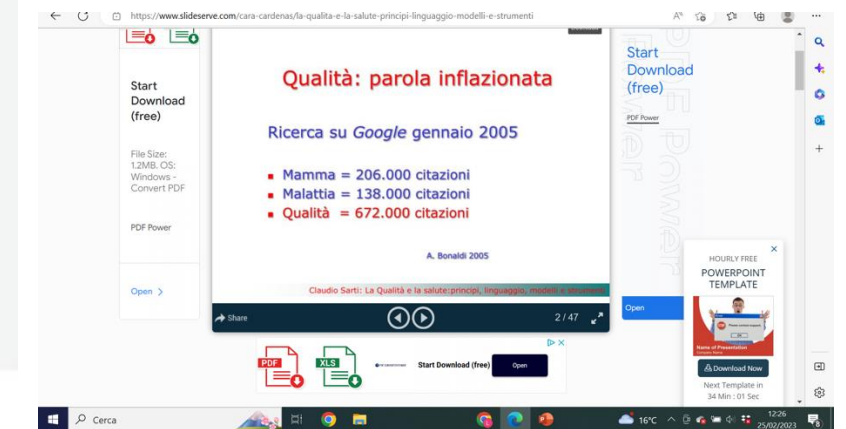 https://www.slideserve.com/cara-cardenas/la-qualita-e-la-salute-principi-linguaggio-modelli-e-strumenti
Start
Download
(free)
File Size:
1.2MB. OS:
Windows -
Convert PDF
PDF Power
Open >
Qualità: parola inflazionata
Ricerca su Google gennaio 2005
Mamma = 206.000 citazioni
Malattia = 138.000 citazioni
Qualità = 672.000 citazioni
A. Bonaldi 2005
Claudio Sarti: La Qualità e la salute:principi, linguaggio, modelli e strumenti
Share
2 / 47
Start
Download
(free)
PDF Power
Open
HOURLY FREE
POWERPOINT
TEMPLATE
Name of Presentation
Company Name
Download Now
Next Template in
34 Min : 01 Sec
PDF
XLS
Start Download (free)
Open
Cerca
16°C
12:26
25/02/2023